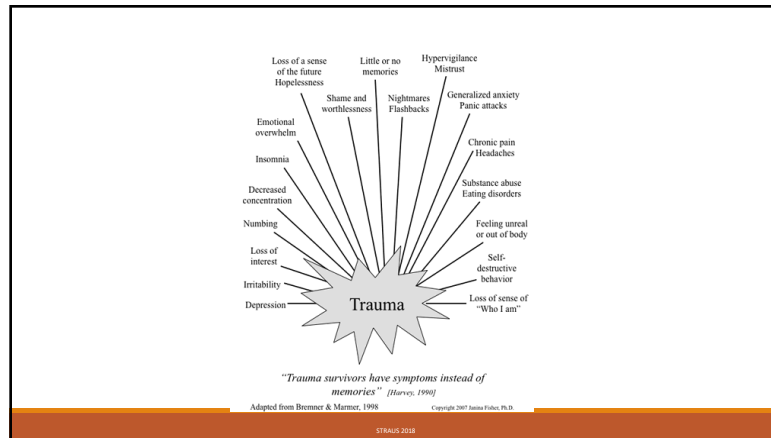 Loss of a sense
of the future
Hopelessness
Little or no
memories
Hypervigilance
Mistrust
Shame and
worthlessness
Nightmares
Flashbacks
Generalized anxiety
Panic attacks
Emotional
overwhelm
Chronic pain
Headaches
Insomnia
Substance abuse
Eating disorders
Decreased
concentration
Numbing
Feeling unreal
or out of body
Loss of
interest
Self-
destructive
behavior
Irritability
Depression
Trauma
Loss of sense of
“Who I am”
“Trauma survivors have symptoms instead of
memories” [Harvey, 1990]
Adapted from Bremner & Marmer, 1998
Copyright 2007 Janina Fisher, Ph.D.
STRAUS 2018